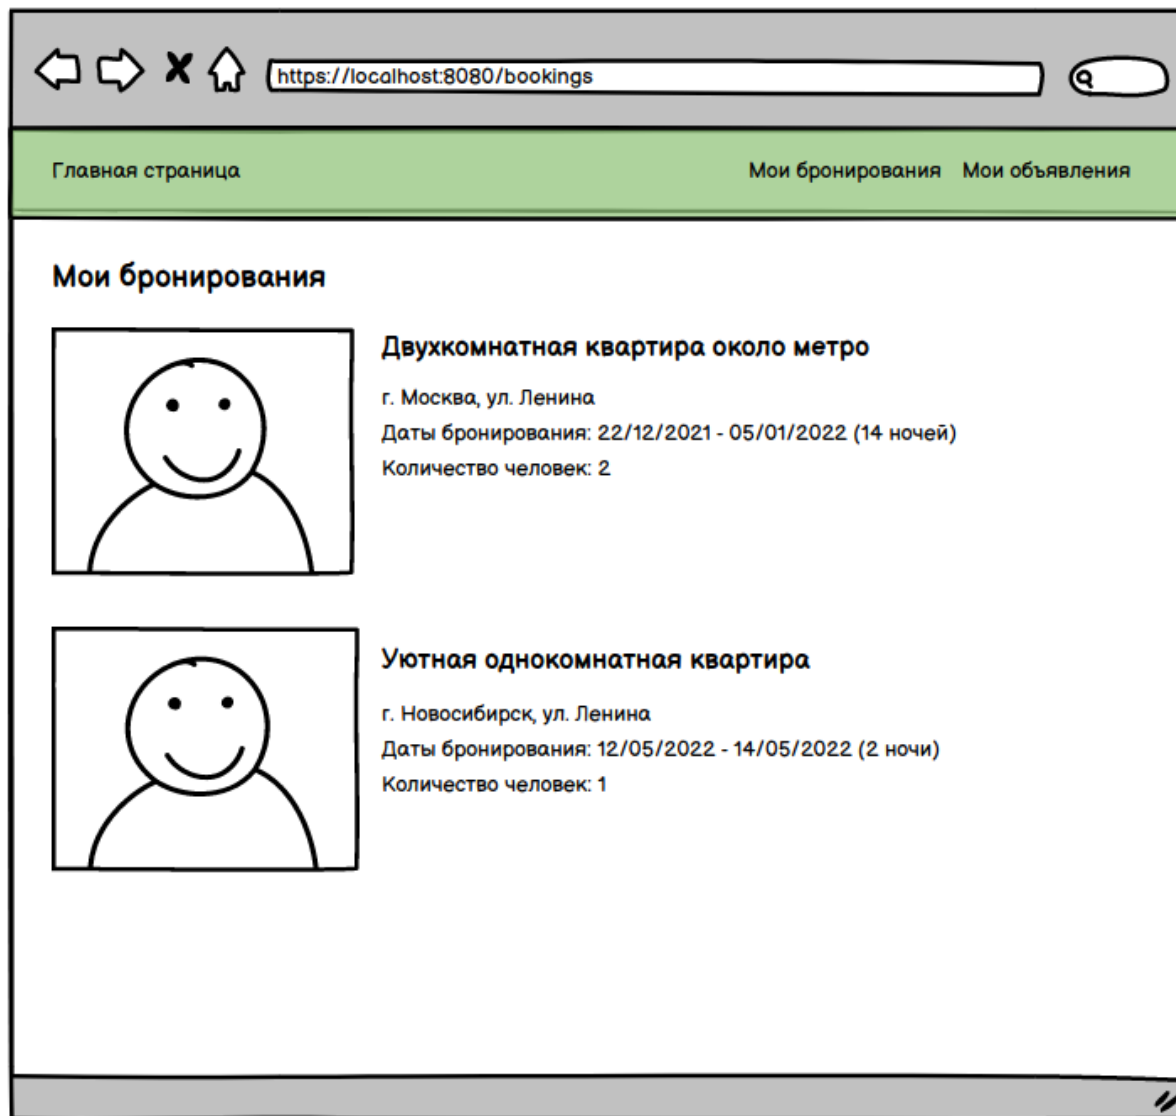 https://localhost:8080/bookings
Главная страница Мои бронирования Мои объявления
Мои бронирования
Двухкомнатная квартира около метро
г. Москва, ул. Ленина
Даты бронирования: 22/12/2021 - 05/01/2022 (14 ночей)
Количество человек: 2
Уютная однокомнатная квартира
г. Новосибирск, ул. Ленина
Даты бронирования: 12/05/2022 - 14/05/2022 (2 ночи)
Количество человек: 1